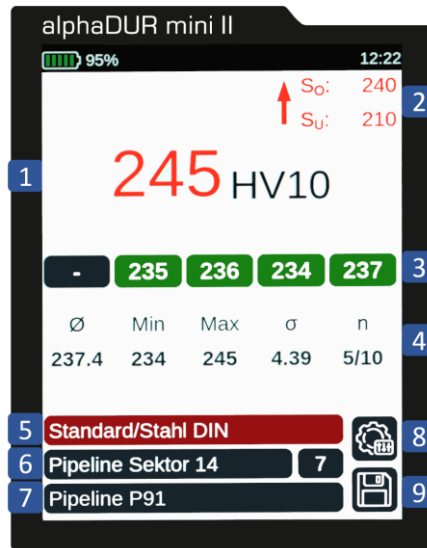 alphaDUR mini II
95% 12:22
So: 240
2
Su: 210
1
245 HV10
- 235 236 234 237 3
Ø Min Max σ n
4
237.4 234 245 4.39 5/10
5 Standard/Stahl DIN 8
6 Pipeline Sektor 14 7
7 Pipeline P91 9